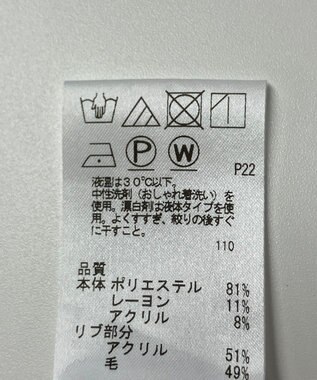 P W P22
液温は30℃以下。
中性洗剤(おしゃれ着洗い)を
使用。漂白剤は液体タイプを使
用。よくすすぎ、絞りの後すぐ
に干すこと。
110
品質
本体 ポリエステル 81%
レーヨン 11%
アクリル 8%
リブ部分
アクリル 51%
毛 49%